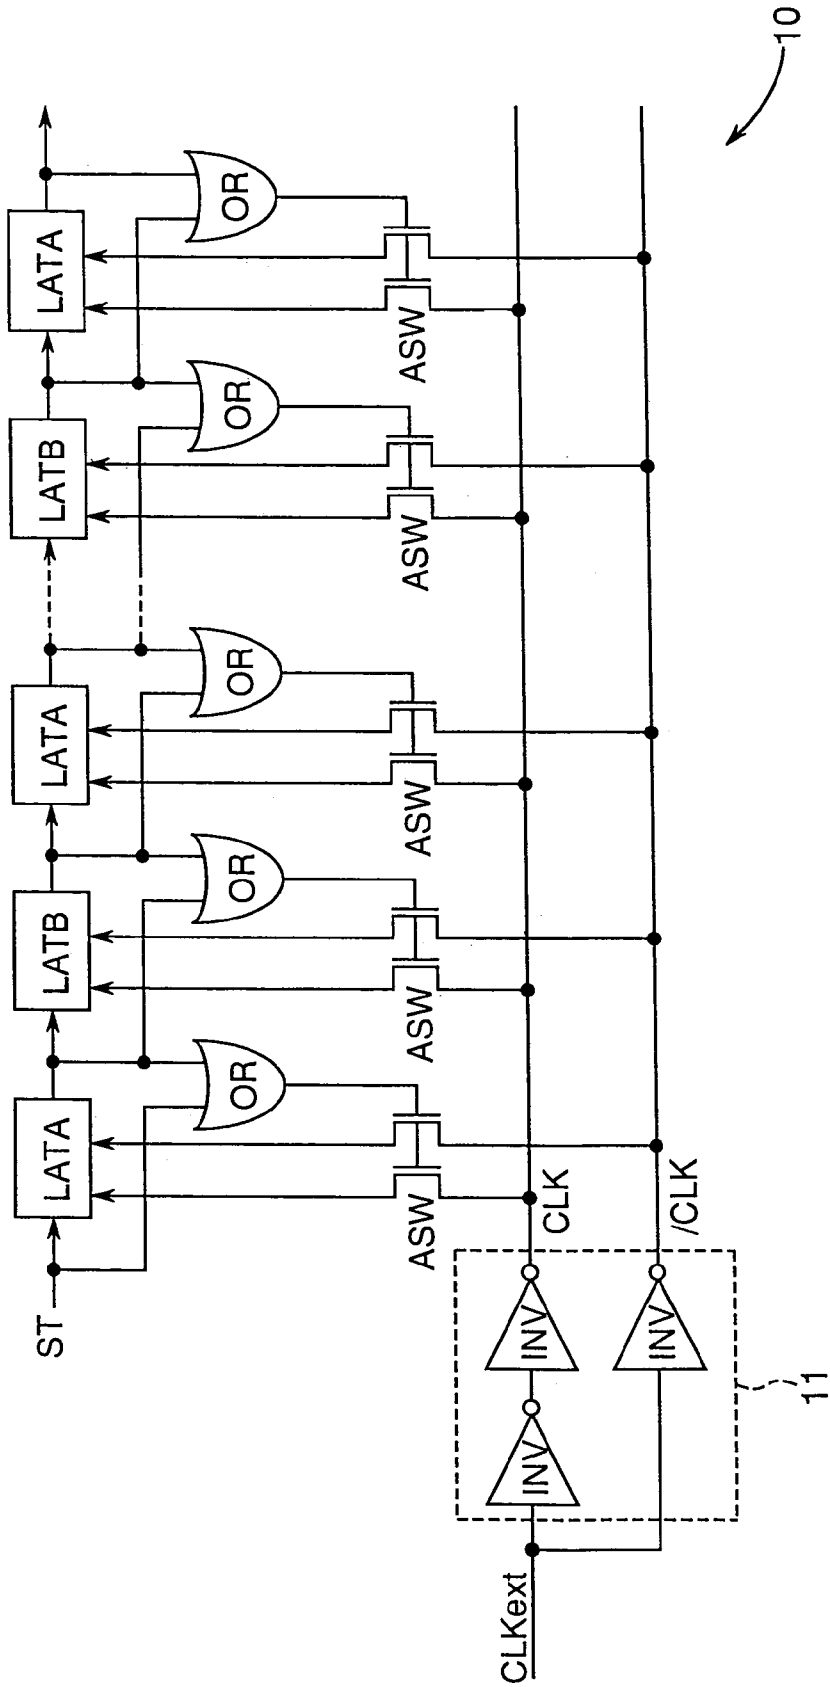 10
ST
LATA
LATB
LATA
LATB
LATA
OR
OR
OR
OR
OR
ASW
ASW
ASW
ASW
ASW
CLK
/CLK
INV
INV
INV
CLKext
11